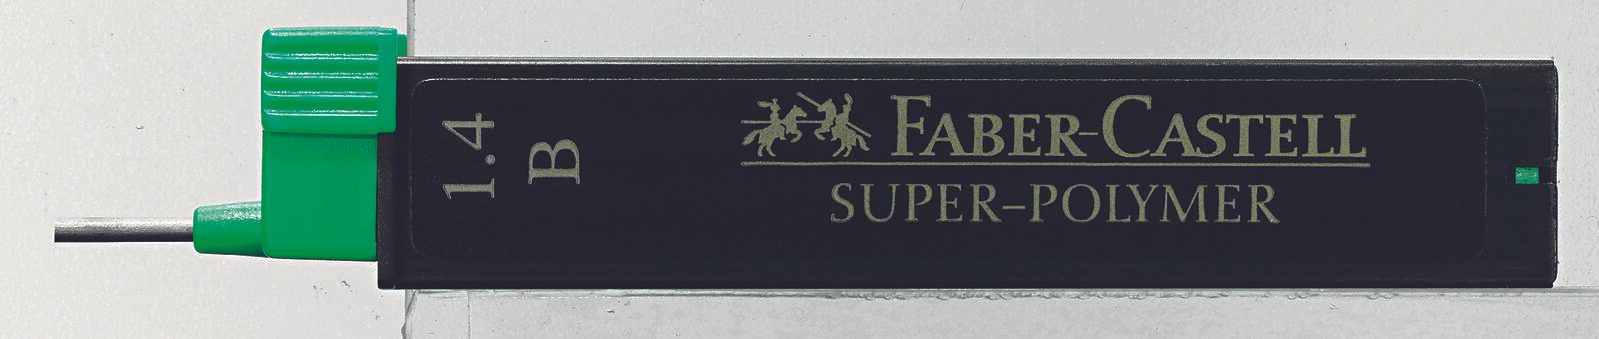 1.4
B
FABER-CASTELL
SUPER-POLYMER